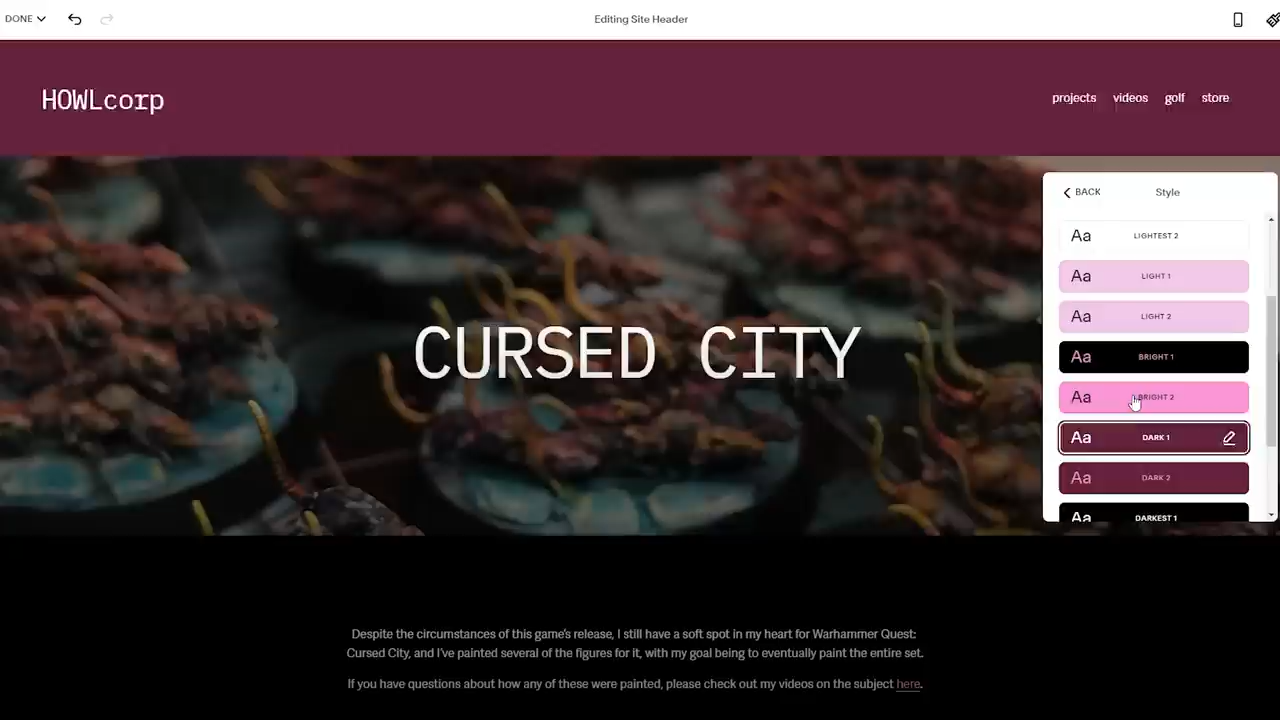 DONE
Editing Site Header
HOWLcorp
projects videos golf store
BACK Style
Aa LIGHTEST 2
Aa LIGHT 1
Aa LIGHT 2
CURSED CITY
Aa BRIGHT 1
Aa BRIGHT 2
Aa DARK 1
Aa DARK 2
Aa DARKEST 1
Despite the circumstances of this game's release, I still have a soft spot in my heart for Warhammer Quest:
Cursed City, and I've painted several of the figures for it, with my goal being to eventually paint the entire set.
If you have questions about how any of these were painted, please check out my videos on the subject here.